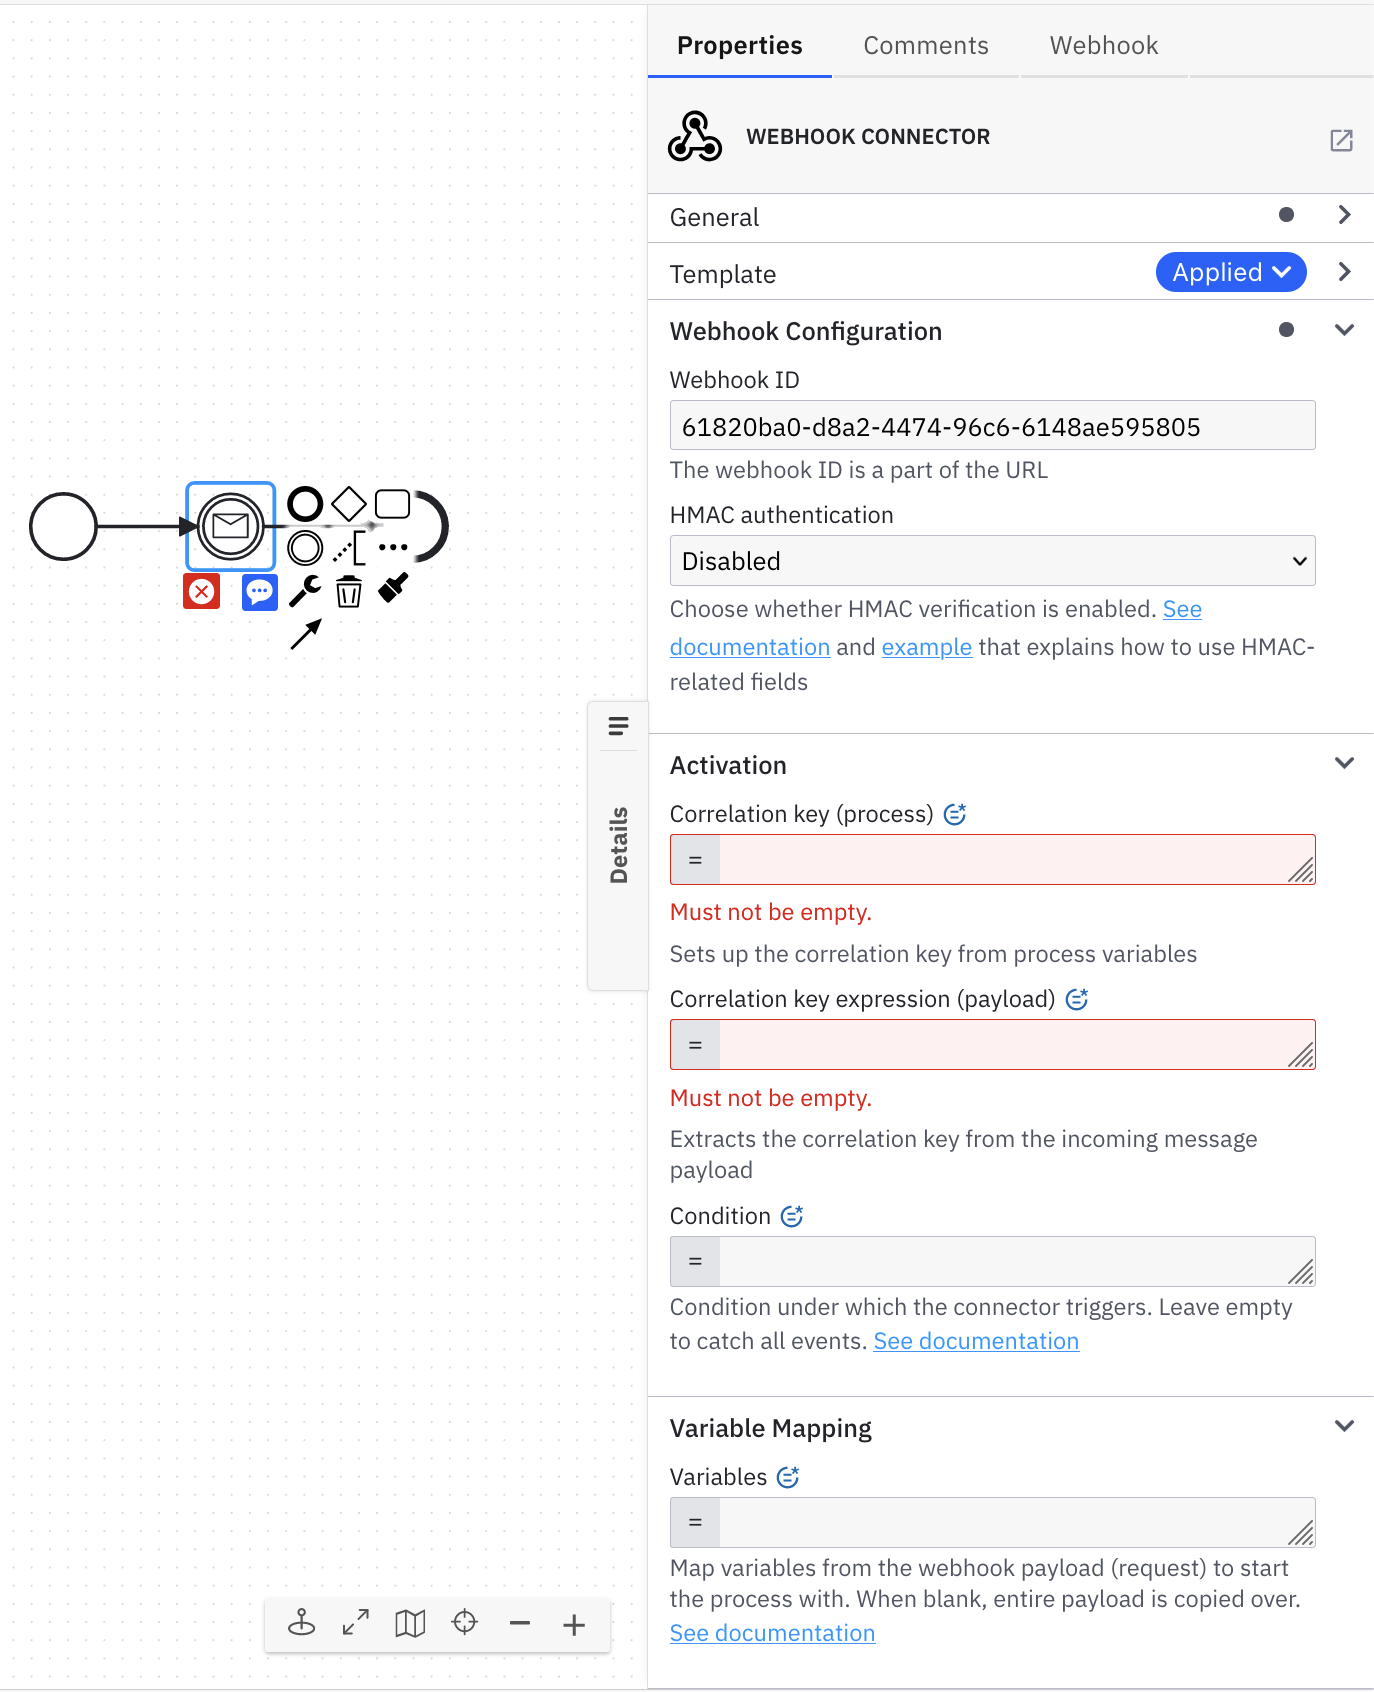 Properties
Comments
Webhook
WEBHOOK CONNECTOR
General
Template
Applied
Webhook Configuration
Webhook ID
61820ba0-d8a2-4474-96c6-6148ae595805
The webhook ID is a part of the URL
HMAC authentication
Disabled
Choose whether HMAC verification is enabled. See
documentation and example that explains how to use HMAC-
related fields
Details
Activation
Correlation key (process)
=
Must not be empty.
Sets up the correlation key from process variables
Correlation key expression (payload)
=
Must not be empty.
Extracts the correlation key from the incoming message
payload
Condition
=
Condition under which the connector triggers. Leave empty
to catch all events. See documentation
Variable Mapping
Variables
=
Map variables from the webhook payload (request) to start
the process with. When blank, entire payload is copied over.
See documentation